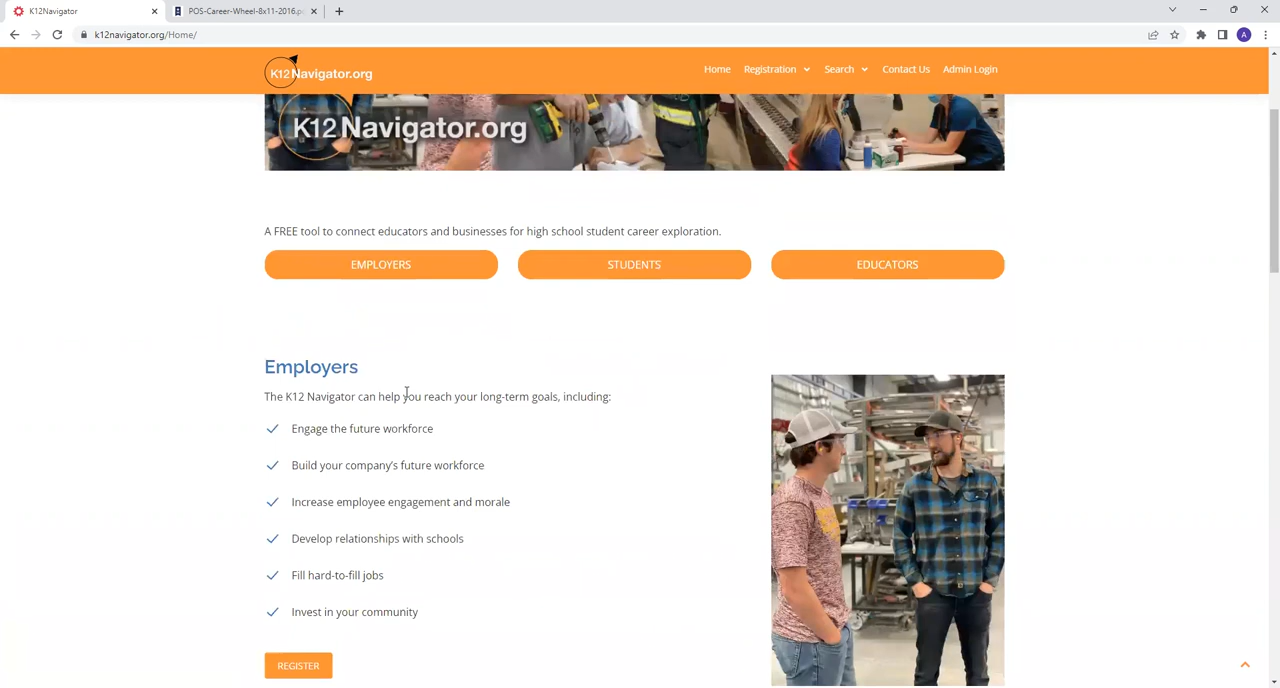 K12Navigator
POS-Career-Wheel-8x11-2016.p
k12navigator.org/Home/
A
K12 Navigator.org
Home
Registration
Search
Contact Us
Admin Login
K12 Navigator.org
A FREE tool to connect educators and businesses for high school student career exploration.
EMPLOYERS
STUDENTS
EDUCATORS
Employers
The K12 Navigator can help you reach your long-term goals, including:
Engage the future workforce
Build your company's future workforce
Increase employee engagement and morale
Develop relationships with schools
Fill hard-to-fill jobs
Invest in your community
REGISTER